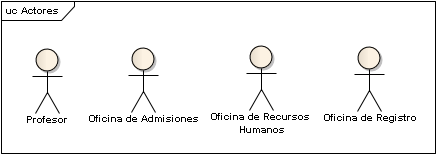 uc Actores
Profesor
Oficina de Admisiones
Oficina de Recursos
Humanos
Oficina de Registro